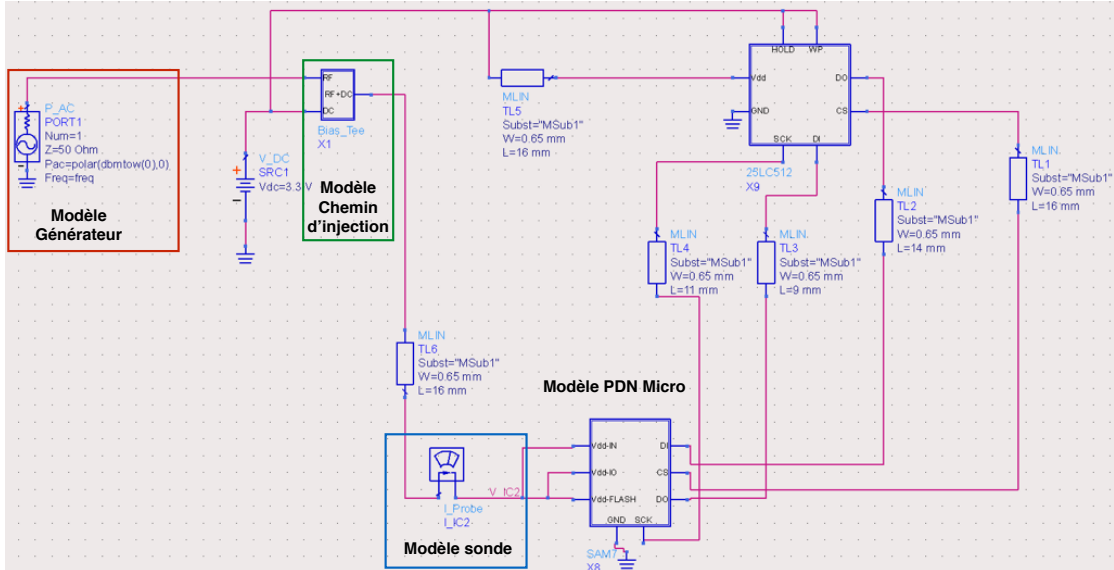 P_AC
PORT1
Num=1
Z=50 Ohm
Pac=polar(dbmtow(0),0)
Freq=freq
Modèle
Générateur
V_DC
SRC1
Vdc=3.3 V
RF
RF+DC
DC
Bias_Tee
X1
Modèle
Chemin
d’injection
MLIN
TL5
Subst="MSub1"
W=0.65 mm
L=16 mm
HOLD
WP
Vdd
DO
GND
CS
SCK
DI
25LC512
X9
MLIN
TL1
Subst="MSub1"
W=0.65 mm
L=16 mm
MLIN
TL2
Subst="MSub1"
W=0.65 mm
L=14 mm
MLIN
TL4
Subst="MSub1"
W=0.65 mm
L=11 mm
MLIN
TL3
Subst="MSub1"
W=0.65 mm
L=9 mm
MLIN
TL6
Subst="MSub1"
W=0.65 mm
L=16 mm
Modèle PDN Micro
Vdd-IN
DI
Vdd-IO
CS
Vdd-FLASH
DO
GND
SCK
SAM7
X8
V_IC2
I_Probe
I_IC2
Modèle sonde